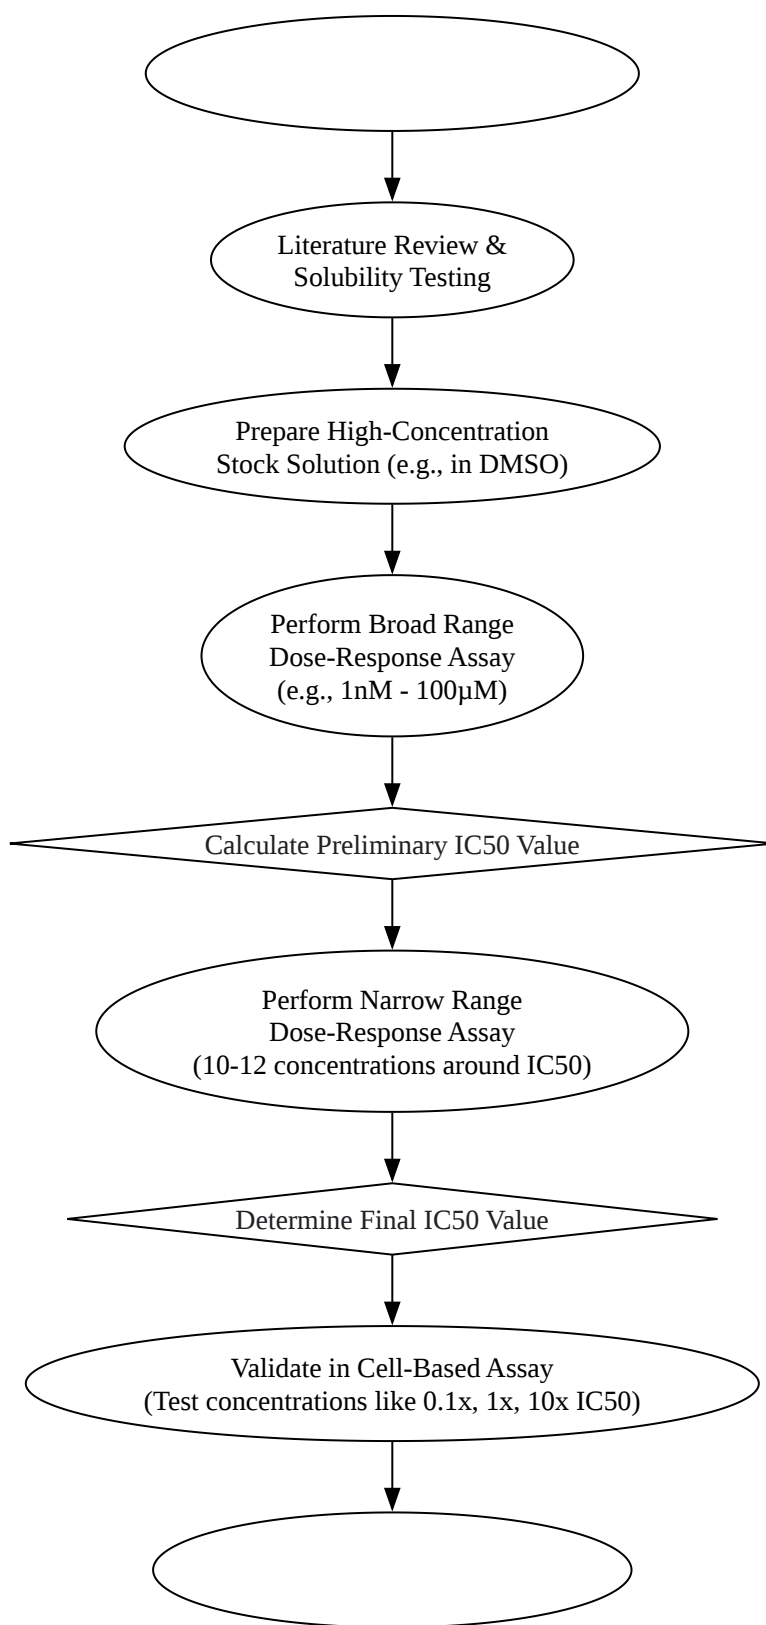 Literature Review &
Solubility Testing
Prepare High-Concentration
Stock Solution (e.g., in DMSO)
Perform Broad Range
Dose-Response Assay
(e.g., 1nM - 100µM)
Calculate Preliminary IC50 Value
Perform Narrow Range
Dose-Response Assay
(10-12 concentrations around IC50)
Determine Final IC50 Value
Validate in Cell-Based Assay
(Test concentrations like 0.1x, 1x, 10x IC50)